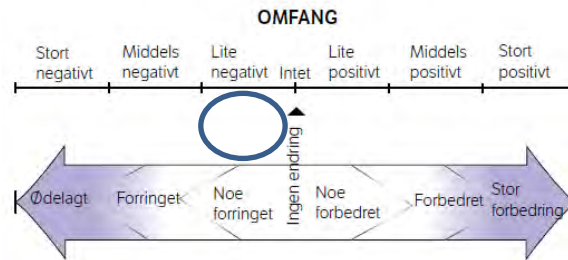 OMFANG
Stort negativt
Middels negativt
Lite negativt
Intet
Lite positivt
Middels positivt
Stort positivt
Ingen endring
Ødelagt
Forringet
Noe forringet
Noe forbedret
Forbedret
Stor forbedring